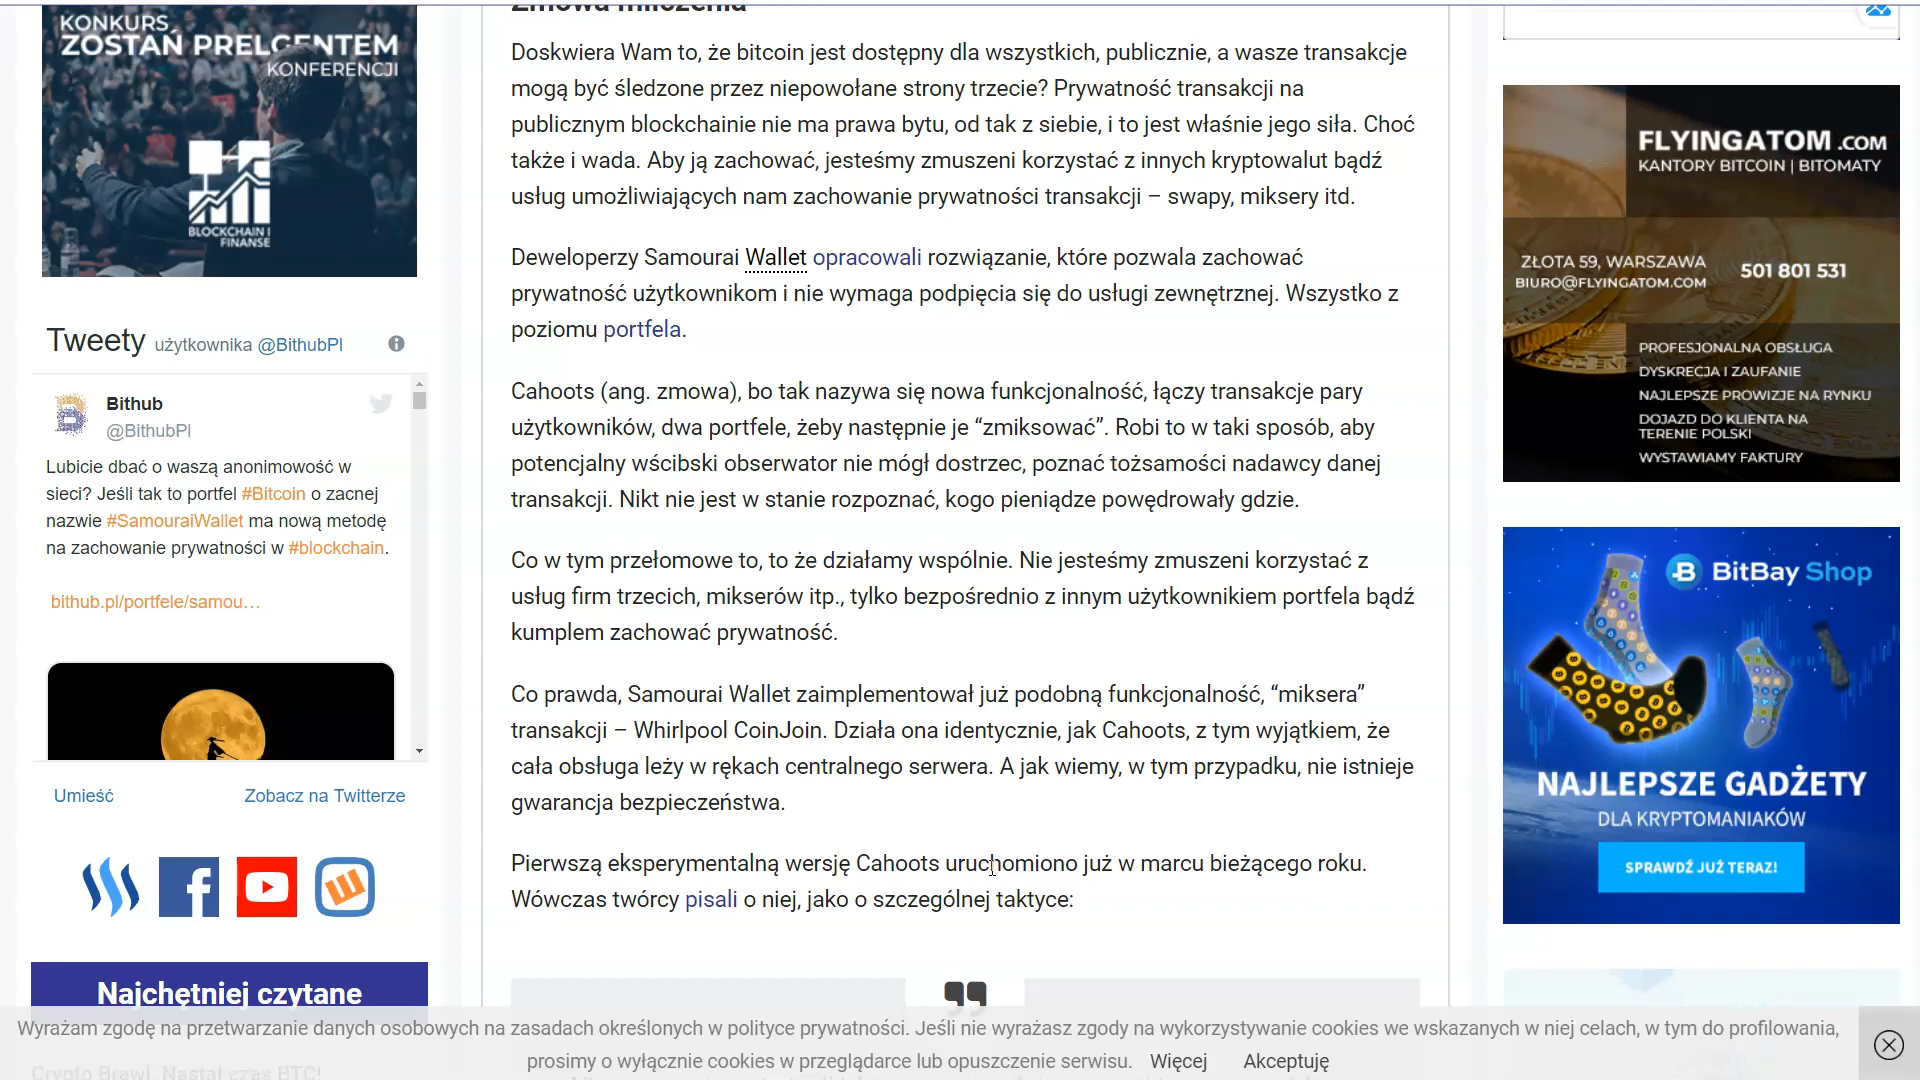 KONKURS
ZOSTAŃ PRELGENTEM
KONFERENCJI
BLOCKCHAIN I
FINANSE
Tweety użytkownika @BithubPl
Bithub
@BithubPl
Lubicie dbać o waszą anonimowość w
sieci? Jeśli tak to portfel #Bitcoin o zacnej
nazwie #SamouraiWallet ma nową metodę
na zachowanie prywatności w #blockchain.
bithub.pl/portfele/samou…
Umieść
Zobacz na Twitterze
Najchętniej czytane
Crypto Brawl. Nastał czas BTC!
Zmowa milczenia
Doskwiera Wam to, że bitcoin jest dostępny dla wszystkich, publicznie, a wasze transakcje
mogą być śledzone przez niepowołane strony trzecie? Prywatność transakcji na
publicznym blockchainie nie ma prawa bytu, od tak z siebie, i to jest właśnie jego siła. Choć
także i wada. Aby ją zachować, jesteśmy zmuszeni korzystać z innych kryptowalut bądź
usług umożliwiających nam zachowanie prywatności transakcji – swapy, miksery itd.
Deweloperzy Samourai Wallet opracowali rozwiązanie, które pozwala zachować
prywatność użytkownikom i nie wymaga podpięcia się do usługi zewnętrznej. Wszystko z
poziomu portfela.
Cahoots (ang. zmowa), bo tak nazywa się nowa funkcjonalność, łączy transakcje pary
użytkowników, dwa portfele, żeby następnie je “zmiksować”. Robi to w taki sposób, aby
potencjalny wścibski obserwator nie mógł dostrzec, poznać tożsamości nadawcy danej
transakcji. Nikt nie jest w stanie rozpoznać, kogo pieniądze powędrowały gdzie.
Co w tym przełomowe to, to że działamy wspólnie. Nie jesteśmy zmuszeni korzystać z
usług firm trzecich, mikserów itp., tylko bezpośrednio z innym użytkownikiem portfela bądź
kumplem zachować prywatność.
Co prawda, Samourai Wallet zaimplementował już podobną funkcjonalność, “miksera”
transakcji – Whirlpool CoinJoin. Działa ona identycznie, jak Cahoots, z tym wyjątkiem, że
cała obsługa leży w rękach centralnego serwera. A jak wiemy, w tym przypadku, nie istnieje
gwarancja bezpieczeństwa.
Pierwszą eksperymentalną wersję Cahoots uruchomiono już w marcu bieżącego roku.
Wówczas twórcy pisali o niej, jako o szczególnej taktyce:
FLYINGATOM.COM
KANTORY BITCOIN | BITOMATY
ZŁOTA 59, WARSZAWA
BIURO@FLYINGATOM.COM
501 801 531
PROFESJONALNA OBSŁUGA
DYSKRECJA I ZAUFANIE
NAJLEPSZE PROWIZJE NA RYNKU
DOJAZD DO KLIENTA NA
TERENIE POLSKI
WYSTAWIAMY FAKTURY
BitBay Shop
NAJLEPSZE GADŻETY
DLA KRYPTOMANIAKÓW
SPRAWDŹ JUŻ TERAZ!
Wyrażam zgodę na przetwarzanie danych osobowych na zasadach określonych w polityce prywatności. Jeśli nie wyrażasz zgody na wykorzystywanie cookies we wskazanych w niej celach, w tym do profilowania,
prosimy o wyłącznie cookies w przeglądarce lub opuszczenie serwisu. Więcej Akceptuję